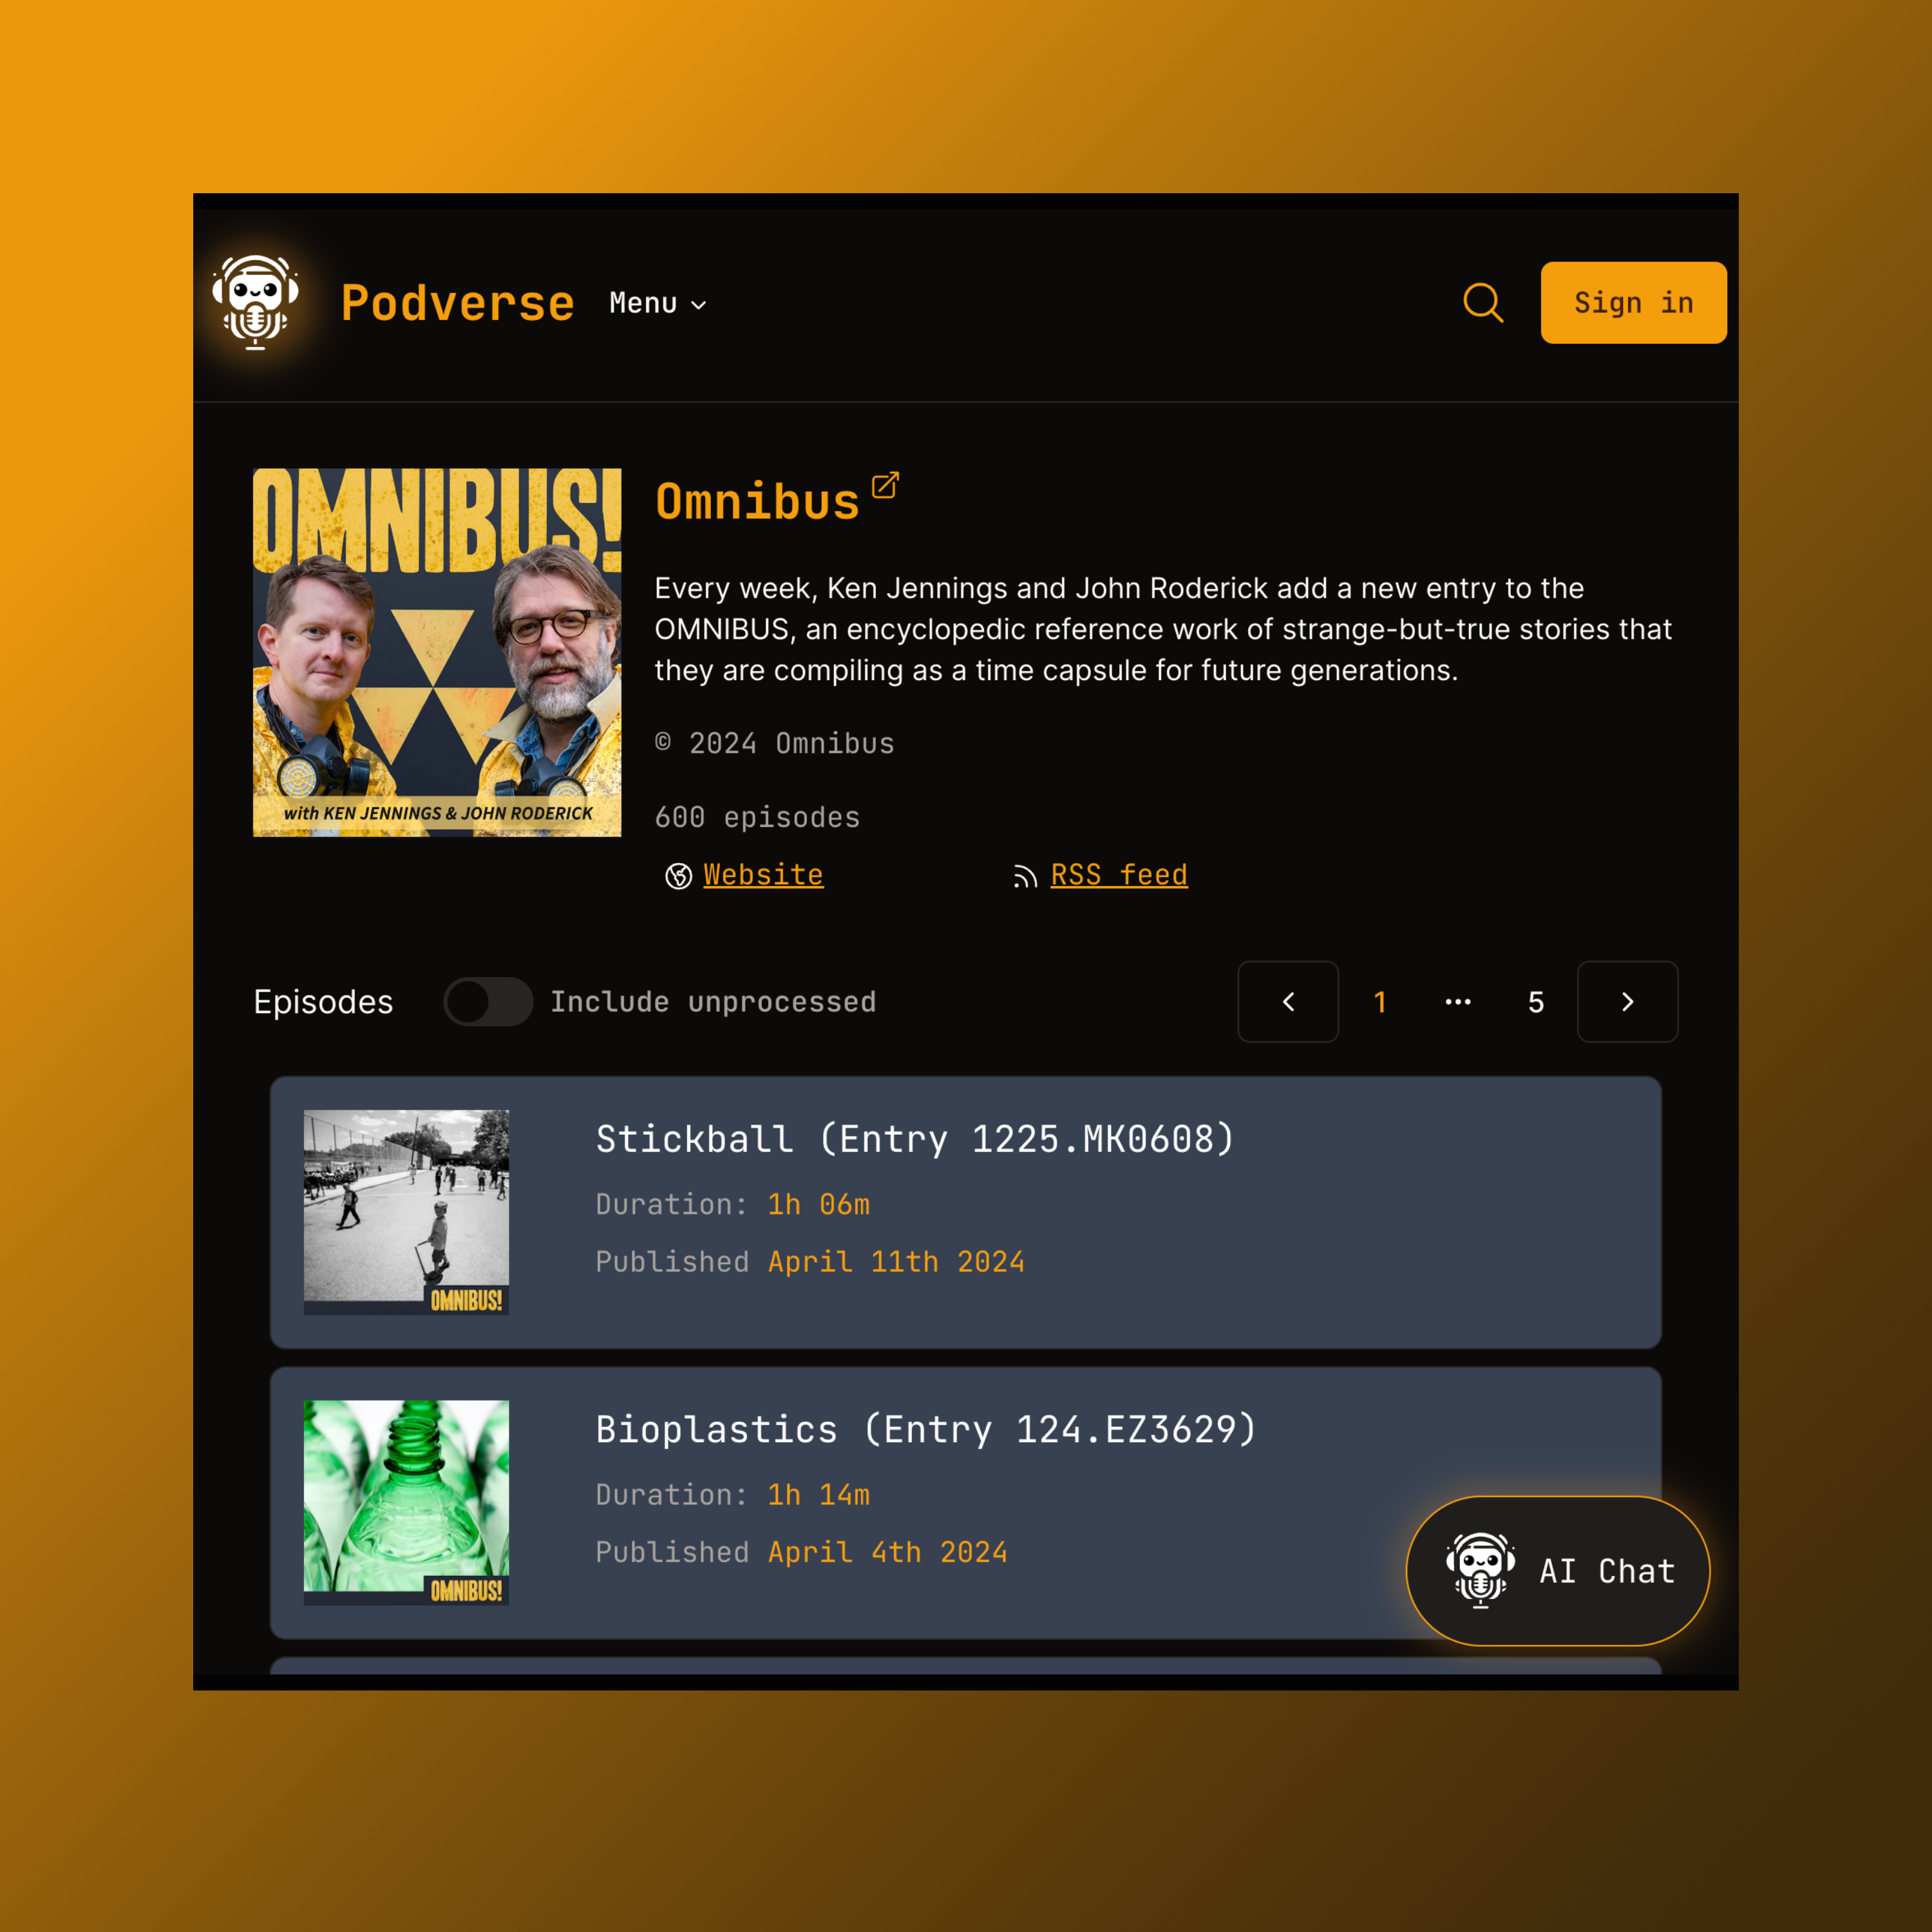 Podverse
Menu
Sign in
OMNIBUS!
with KEN JENNINGS & JOHN RODERICK
Omnibus
Every week, Ken Jennings and John Roderick add a new entry to the
OMNIBUS, an encyclopedic reference work of strange-but-true stories that
they are compiling as a time capsule for future generations.
© 2024 Omnibus
600 episodes
Website
RSS feed
Episodes
Include unprocessed
1 ••• 5
Stickball (Entry 1225.MK0608)
Duration: 1h 06m
Published April 11th 2024
OMNIBUS!
Bioplastics (Entry 124.EZ3629)
Duration: 1h 14m
Published April 4th 2024
OMNIBUS!
AI Chat